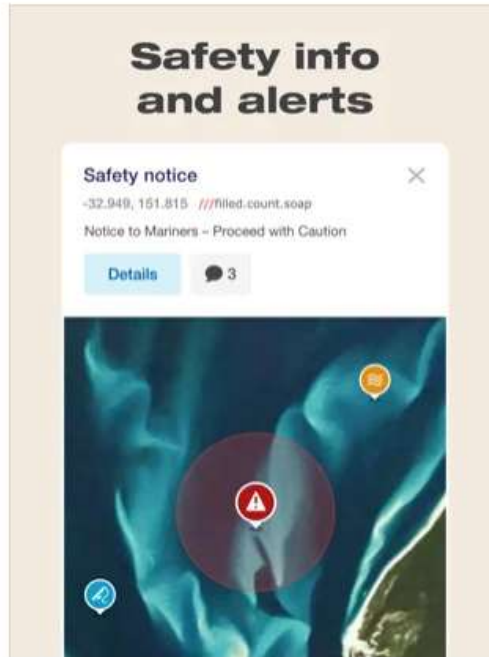 Safety info
and alerts
Safety notice
-32.949, 151.815 ///filled.count.soap
Notice to Mariners – Proceed with Caution
Details
3